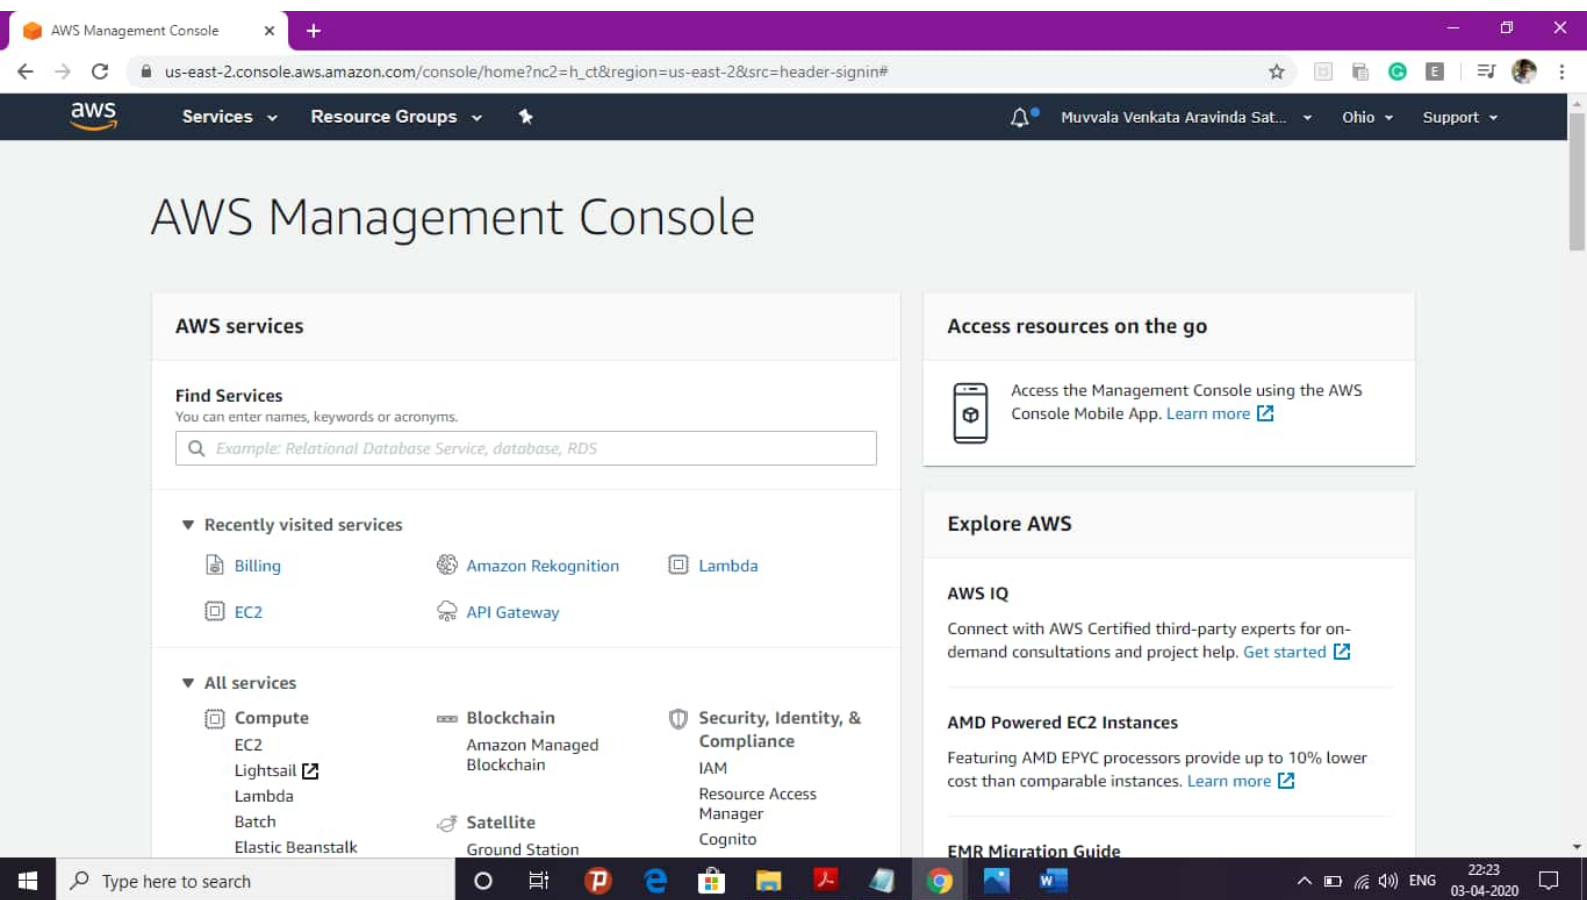 AWS Management Console
us-east-2.console.aws.amazon.com/console/home?nc2=h_ct&region=us-east-2&src=header-signin#
aws
Services
Resource Groups
Muvvala Venkata Aravinda Sat...
Ohio
Support
AWS Management Console
AWS services
Find Services
You can enter names, keywords or acronyms.
Example: Relational Database Service, database, RDS
Recently visited services
Billing
Amazon Rekognition
Lambda
EC2
API Gateway
All services
Compute
EC2
Lightsail
Lambda
Batch
Elastic Beanstalk
Blockchain
Amazon Managed
Blockchain
Satellite
Ground Station
Security, Identity, &
Compliance
IAM
Resource Access
Manager
Cognito
Access resources on the go
Access the Management Console using the AWS
Console Mobile App. Learn more
Explore AWS
AWS IQ
Connect with AWS Certified third-party experts for on-
demand consultations and project help. Get started
AMD Powered EC2 Instances
Featuring AMD EPYC processors provide up to 10% lower
cost than comparable instances. Learn more
EMR Migration Guide
Type here to search
ENG
22:23
03-04-2020